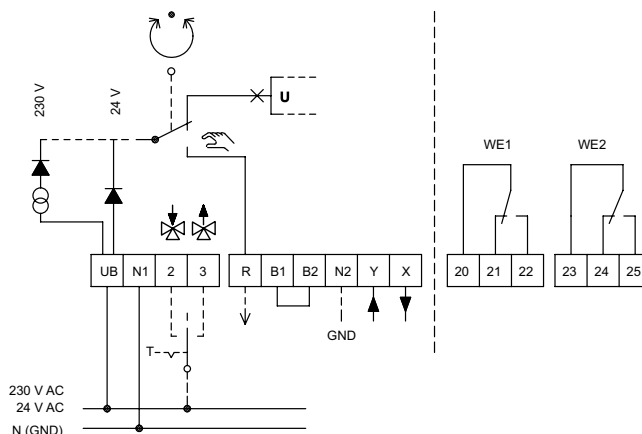 230 V
24 V
U
WE1
WE2
UB N1 2 3 R B1 B2 N2 Y X
20 21 22 23 24 25
GND
T
230 V AC
24 V AC
N (GND)